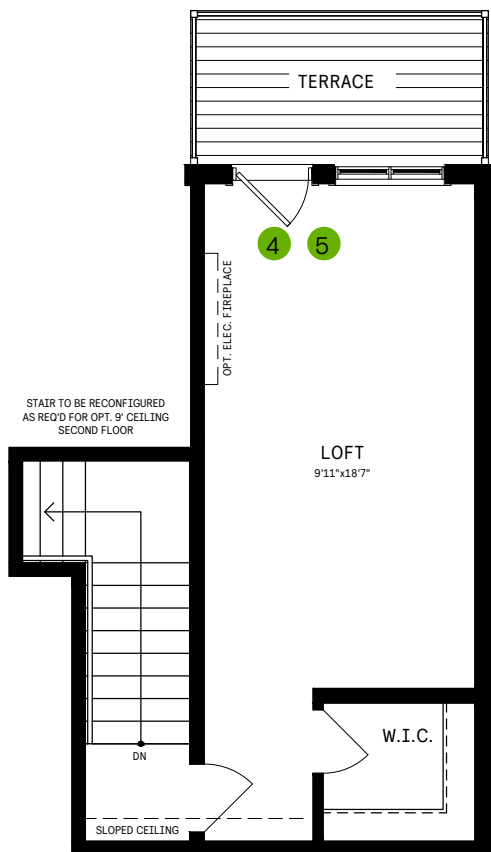 TERRACE
4 5
OPT. ELEC. FIREPLACE
STAIR TO BE RECONFIGURED
AS REQ'D FOR OPT. 9' CEILING
SECOND FLOOR
LOFT
9'11"x18'7"
W.I.C.
DN
SLOPED CEILING